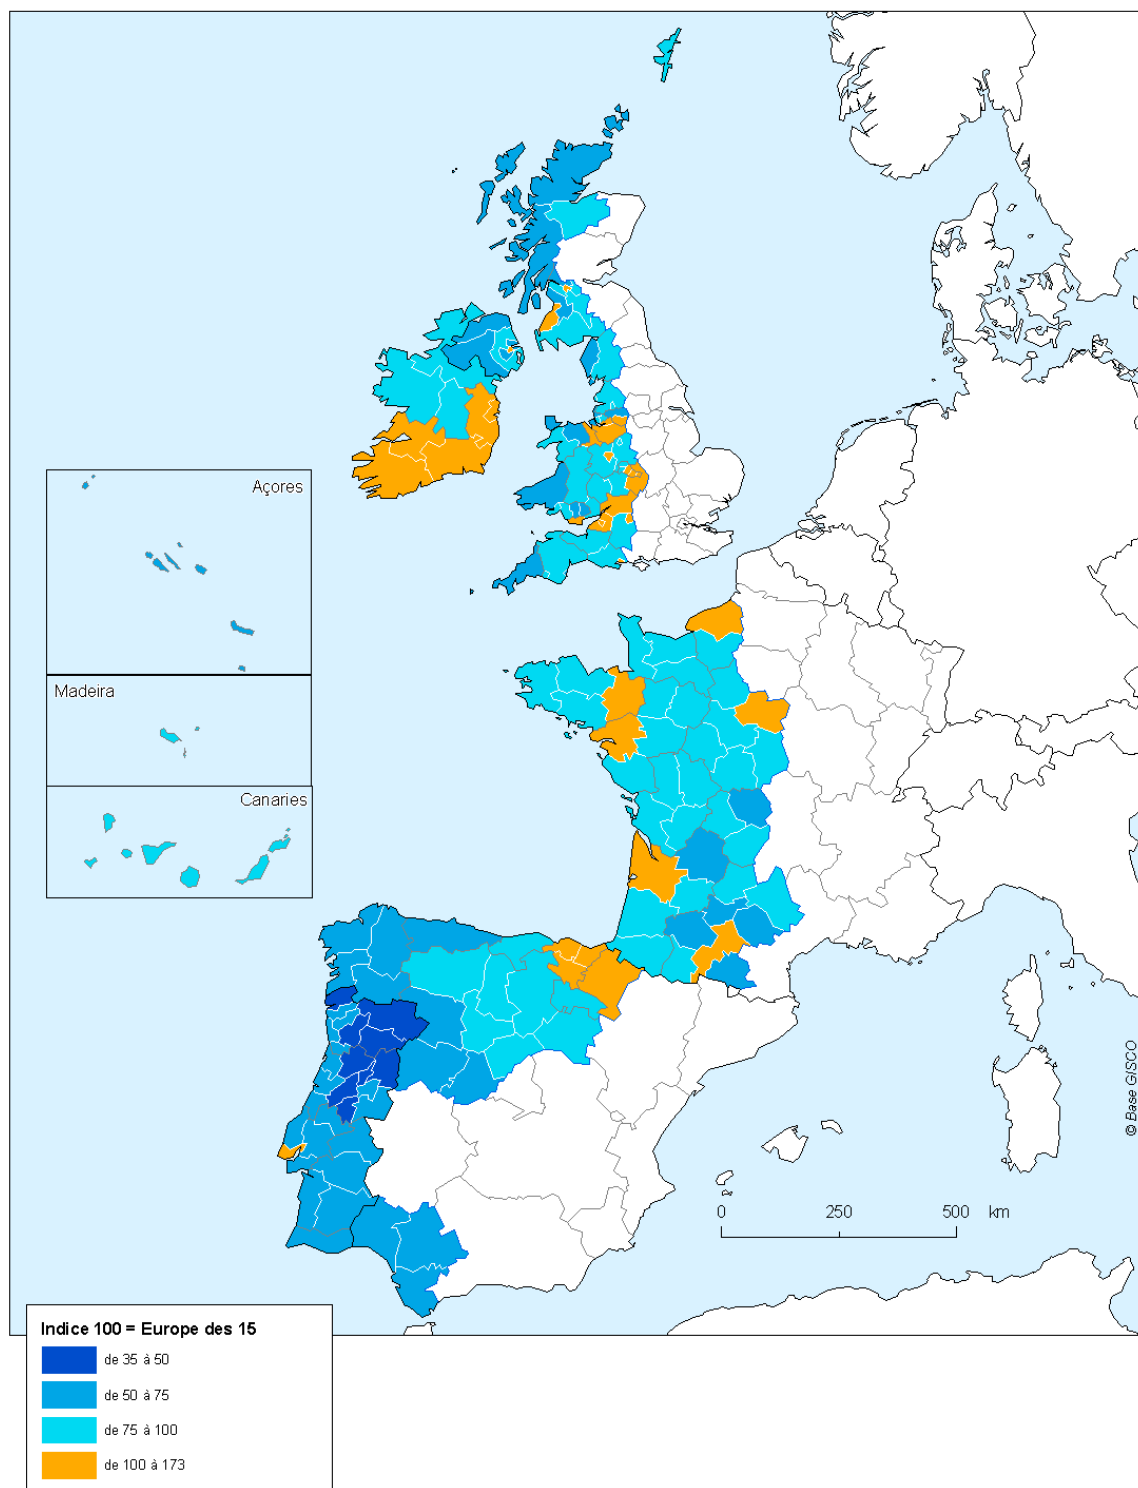 Açores
Madeira
Canaries
© Base GISCO
0 250 500 km
Indice 100 = Europe des 15
de 35 à 50
de 50 à 75
de 75 à 100
de 100 à 173